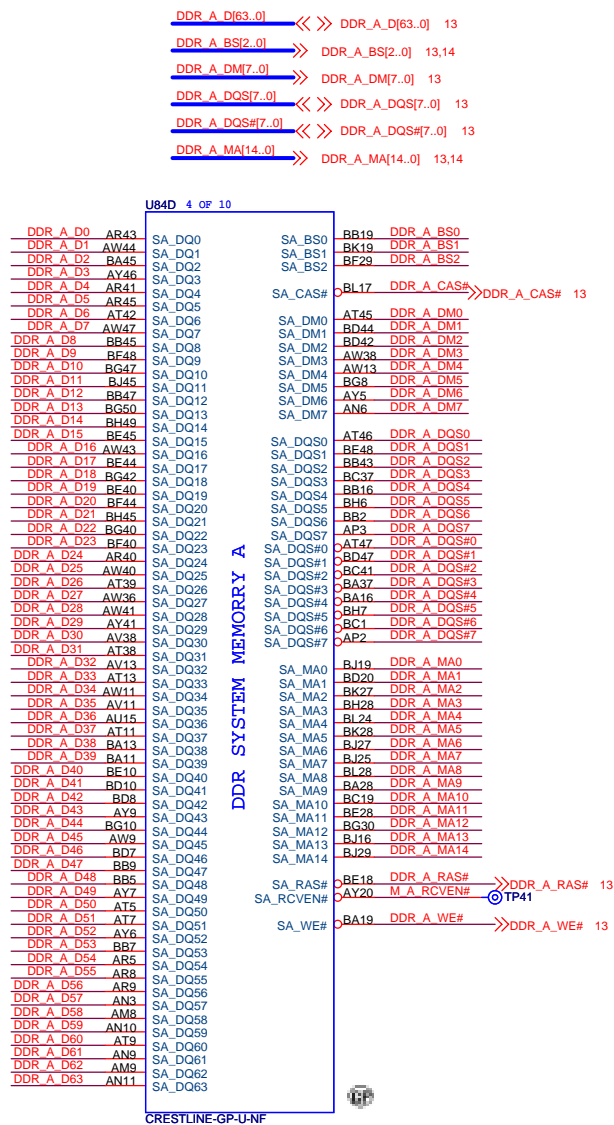 DDR_A_D[63..0] DDR_A_D[63..0] 13
DDR_A_BS[2..0] DDR_A_BS[2..0] 13,14
DDR_A_DM[7..0] DDR_A_DM[7..0] 13
DDR_A_DQS[7..0] DDR_A_DQS[7..0] 13
DDR_A_DQS#[7..0] DDR_A_DQS#[7..0] 13
DDR_A_MA[14..0] DDR_A_MA[14..0] 13,14
U84D 4 OF 10
DDR_A_D0 AR43 SA_DQ0
DDR_A_D1 AW44 SA_DQ1
DDR_A_D2 BA45 SA_DQ2
DDR_A_D3 AY46 SA_DQ3
DDR_A_D4 AR41 SA_DQ4
DDR_A_D5 AR45 SA_DQ5
DDR_A_D6 AT42 SA_DQ6
DDR_A_D7 AW47 SA_DQ7
DDR_A_D8 BB45 SA_DQ8
DDR_A_D9 BF48 SA_DQ9
DDR_A_D10 BG47 SA_DQ10
DDR_A_D11 BJ45 SA_DQ11
DDR_A_D12 BB47 SA_DQ12
DDR_A_D13 BG50 SA_DQ13
DDR_A_D14 BH49 SA_DQ14
DDR_A_D15 BE45 SA_DQ15
DDR_A_D16 AW43 SA_DQ16
DDR_A_D17 BE44 SA_DQ17
DDR_A_D18 BG42 SA_DQ18
DDR_A_D19 BE40 SA_DQ19
DDR_A_D20 BF44 SA_DQ20
DDR_A_D21 BH45 SA_DQ21
DDR_A_D22 BG40 SA_DQ22
DDR_A_D23 BF40 SA_DQ23
DDR_A_D24 AR40 SA_DQ24
DDR_A_D25 AW40 SA_DQ25
DDR_A_D26 AT39 SA_DQ26
DDR_A_D27 AW36 SA_DQ27
DDR_A_D28 AW41 SA_DQ28
DDR_A_D29 AY41 SA_DQ29
DDR_A_D30 AV38 SA_DQ30
DDR_A_D31 AT38 SA_DQ31
DDR_A_D32 AV13 SA_DQ32
DDR_A_D33 AT13 SA_DQ33
DDR_A_D34 AW11 SA_DQ34
DDR_A_D35 AV11 SA_DQ35
DDR_A_D36 AU15 SA_DQ36
DDR_A_D37 AT11 SA_DQ37
DDR_A_D38 BA13 SA_DQ38
DDR_A_D39 BA11 SA_DQ39
DDR_A_D40 BE10 SA_DQ40
DDR_A_D41 BD10 SA_DQ41
DDR_A_D42 BD8 SA_DQ42
DDR_A_D43 AY9 SA_DQ43
DDR_A_D44 BG10 SA_DQ44
DDR_A_D45 AW9 SA_DQ45
DDR_A_D46 BD7 SA_DQ46
DDR_A_D47 BB9 SA_DQ47
DDR_A_D48 BB5 SA_DQ48
DDR_A_D49 AY7 SA_DQ49
DDR_A_D50 AT5 SA_DQ50
DDR_A_D51 AT7 SA_DQ51
DDR_A_D52 AY6 SA_DQ52
DDR_A_D53 BB7 SA_DQ53
DDR_A_D54 AR5 SA_DQ54
DDR_A_D55 AR8 SA_DQ55
DDR_A_D56 AR9 SA_DQ56
DDR_A_D57 AN3 SA_DQ57
DDR_A_D58 AM8 SA_DQ58
DDR_A_D59 AN10 SA_DQ59
DDR_A_D60 AT9 SA_DQ60
DDR_A_D61 AN9 SA_DQ61
DDR_A_D62 AM9 SA_DQ62
DDR_A_D63 AN11 SA_DQ63
DDR SYSTEM MEMORRY A
SA_BS0 BB19 DDR_A_BS0
SA_BS1 BK19 DDR_A_BS1
SA_BS2 BF29 DDR_A_BS2
SA_CAS# BL17 DDR_A_CAS# DDR_A_CAS# 13
SA_DM0 AT45 DDR_A_DM0
SA_DM1 BD44 DDR_A_DM1
SA_DM2 BD42 DDR_A_DM2
SA_DM3 AW38 DDR_A_DM3
SA_DM4 AW13 DDR_A_DM4
SA_DM5 BG8 DDR_A_DM5
SA_DM6 AY5 DDR_A_DM6
SA_DM7 AN6 DDR_A_DM7
SA_DQS0 AT46 DDR_A_DQS0
SA_DQS1 BE48 DDR_A_DQS1
SA_DQS2 BB43 DDR_A_DQS2
SA_DQS3 BC37 DDR_A_DQS3
SA_DQS4 BB16 DDR_A_DQS4
SA_DQS5 BH6 DDR_A_DQS5
SA_DQS6 BB2 DDR_A_DQS6
SA_DQS7 AP3 DDR_A_DQS7
SA_DQS#0 AT47 DDR_A_DQS#0
SA_DQS#1 BD47 DDR_A_DQS#1
SA_DQS#2 BC41 DDR_A_DQS#2
SA_DQS#3 BA37 DDR_A_DQS#3
SA_DQS#4 BA16 DDR_A_DQS#4
SA_DQS#5 BH7 DDR_A_DQS#5
SA_DQS#6 BC1 DDR_A_DQS#6
SA_DQS#7 AP2 DDR_A_DQS#7
SA_MA0 BJ19 DDR_A_MA0
SA_MA1 BD20 DDR_A_MA1
SA_MA2 BK27 DDR_A_MA2
SA_MA3 BH28 DDR_A_MA3
SA_MA4 BL24 DDR_A_MA4
SA_MA5 BK28 DDR_A_MA5
SA_MA6 BJ27 DDR_A_MA6
SA_MA7 BJ25 DDR_A_MA7
SA_MA8 BL28 DDR_A_MA8
SA_MA9 BA28 DDR_A_MA9
SA_MA10 BC19 DDR_A_MA10
SA_MA11 BE28 DDR_A_MA11
SA_MA12 BG30 DDR_A_MA12
SA_MA13 BJ16 DDR_A_MA13
SA_MA14 BJ29 DDR_A_MA14
SA_RAS# BE18 DDR_A_RAS# DDR_A_RAS# 13
SA_RCVEN# AY20 M_A_RCVEN# TP41
SA_WE# BA19 DDR_A_WE# DDR_A_WE# 13
GP
CRESTLINE-GP-U-NF